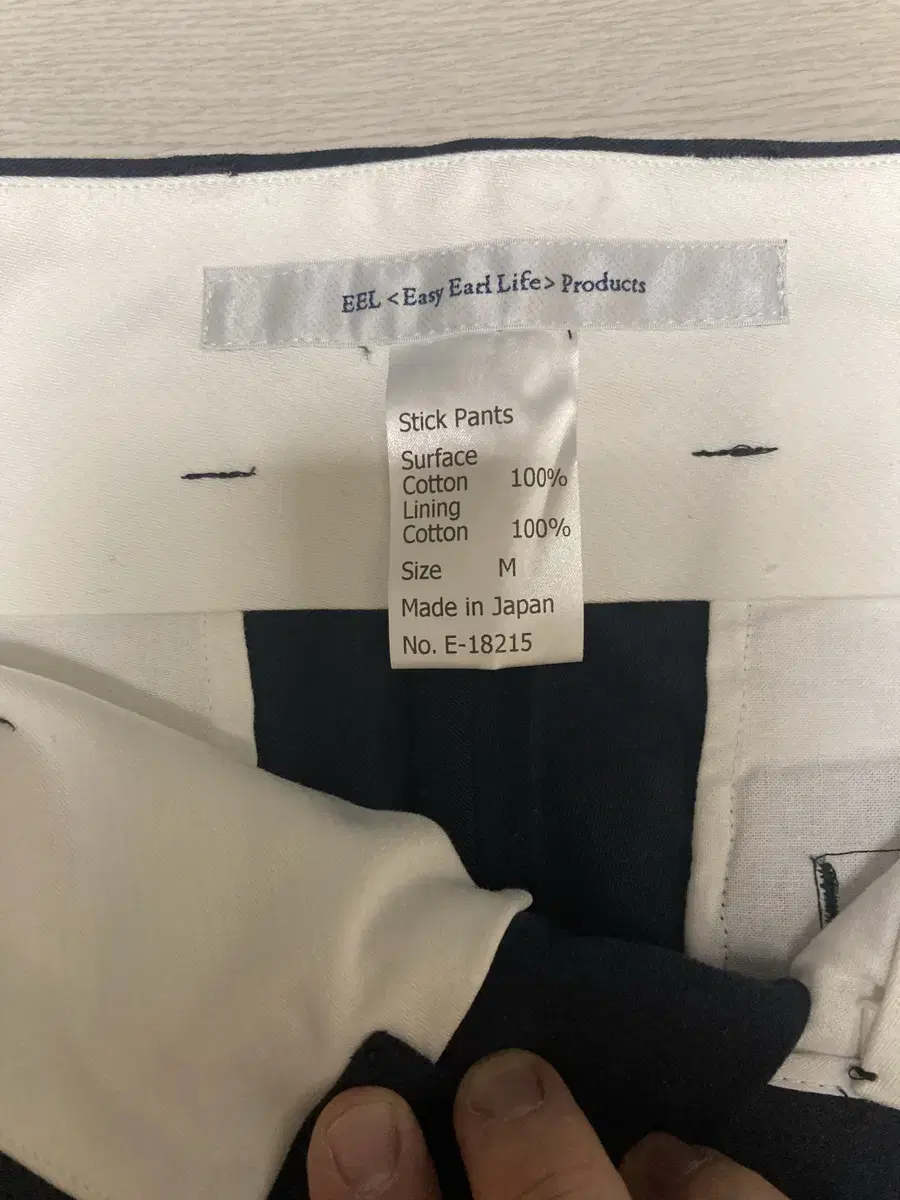 EEL <Easy Earl Life> Products
Stick Pants
Surface
Cotton 100%
Lining
Cotton 100%
Size M
Made in Japan
No. E-18215